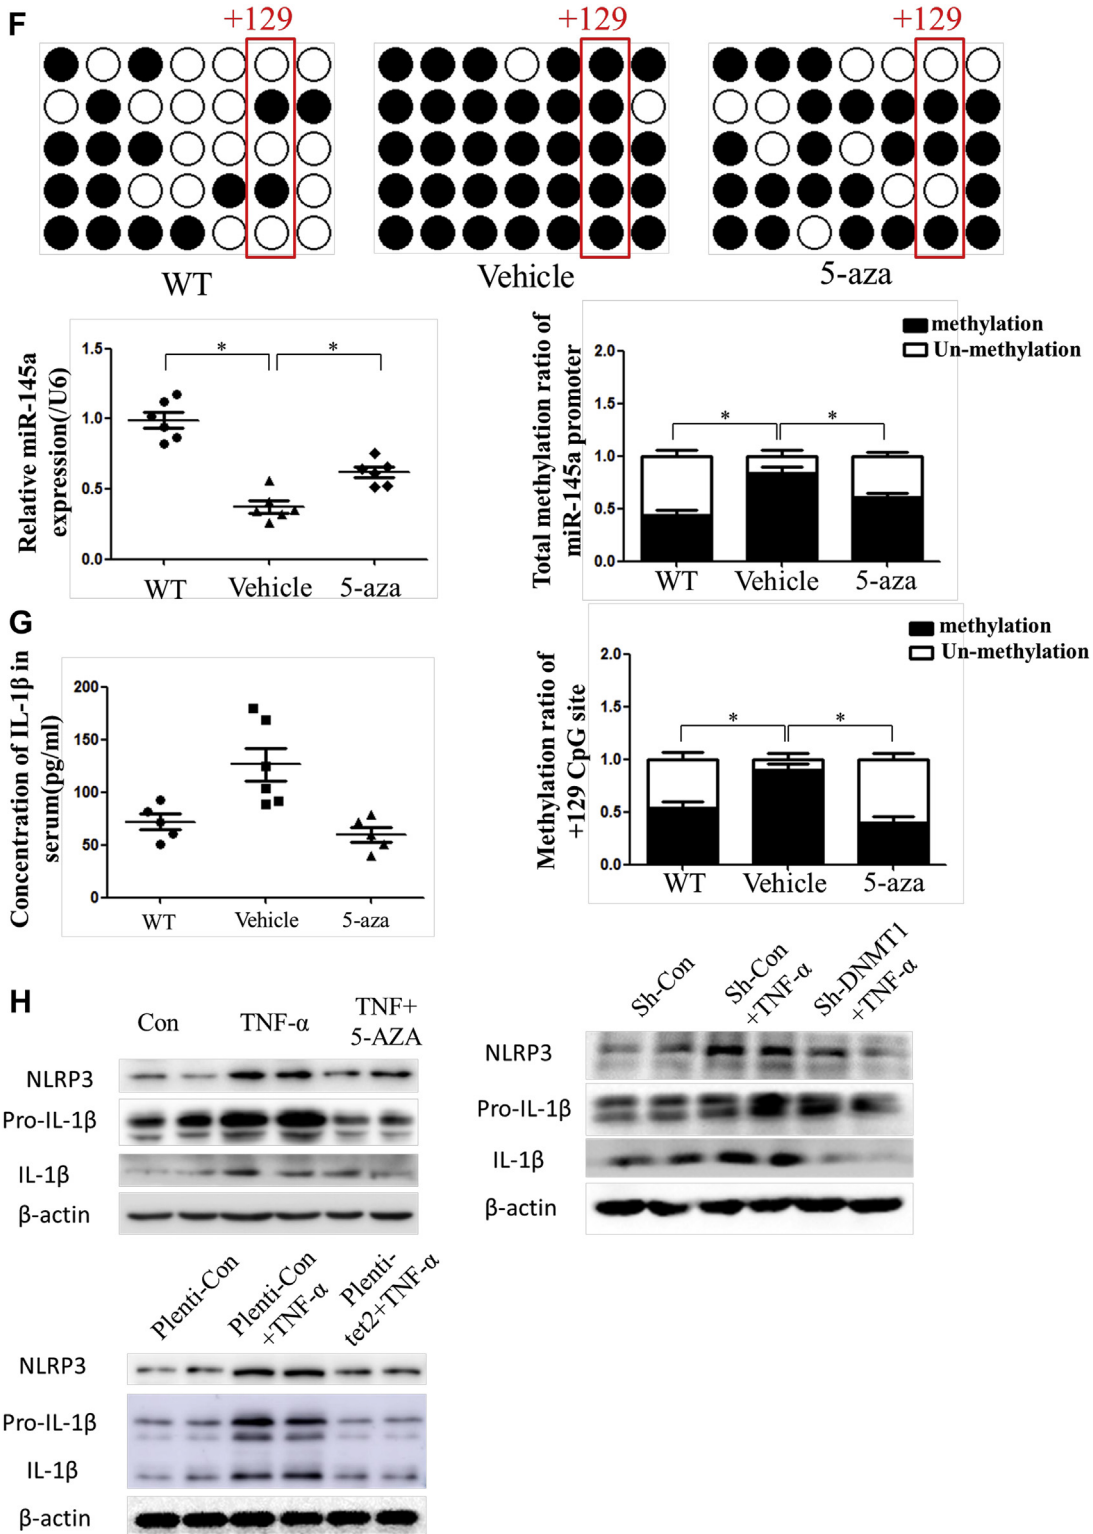 F
+129
+129
+129
WT
Vehicle
5-aza
Relative miR-145a
expression(/U6)
1.5
1.0
0.5
0.0
*
*
WT
Vehicle
5-aza
Total methylation ratio of
miR-145a promoter
2.0
1.5
1.0
0.5
0.0
methylation
Un-methylation
*
*
WT
Vehicle
5-aza
G
Concentration of IL-1β in
serum(pg/ml)
200
150
100
50
0
WT
Vehicle
5-aza
Methylation ratio of
+129 CpG site
2.0
1.5
1.0
0.5
0.0
methylation
Un-methylation
*
*
WT
Vehicle
5-aza
H
Con
TNF-α
TNF+
5-AZA
NLRP3
Pro-IL-1β
IL-1β
β-actin
Sh-Con
Sh-Con
+TNF-α
Sh-DNMT1
+TNF-α
NLRP3
Pro-IL-1β
IL-1β
β-actin
Plenti-Con
Plenti-Con
+TNF-α
Plenti-
tet2+TNF-α
NLRP3
Pro-IL-1β
IL-1β
β-actin